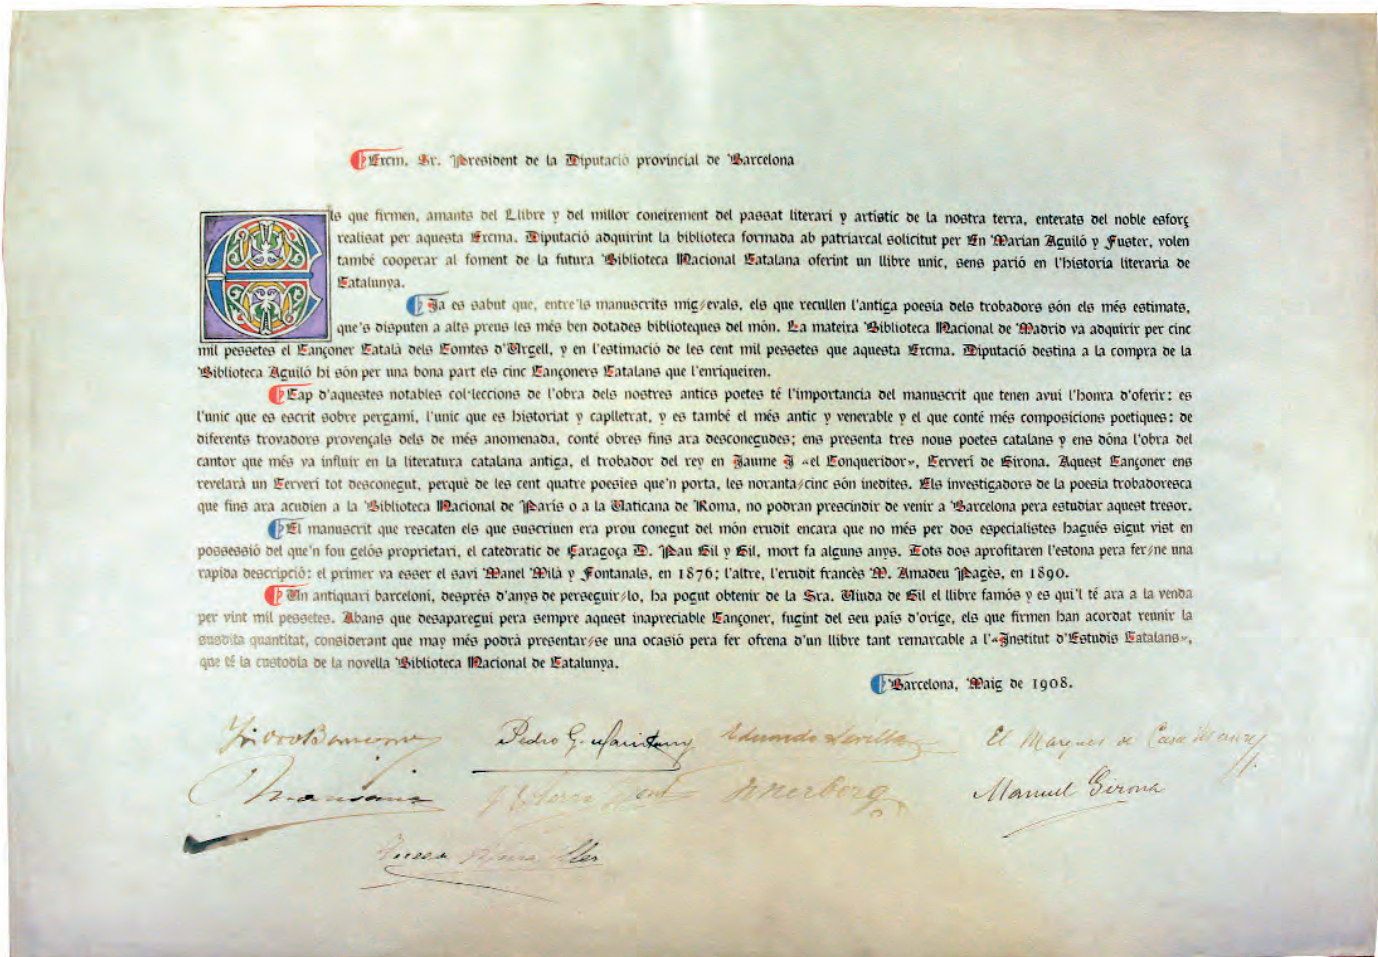 Excm. Sr. President de la Diputació provincial de Barcelona
Els que firmen, amants del Llibre y del millor coneixement del passat literari y artistic de la nostra terra, enterats del noble esforç
realisat per aquesta Excma. Diputació adquirint la biblioteca formada ab patriarcal solicitut per En Marian Aguiló y Fuster, volen
també cooperar al foment de la futura Biblioteca Nacional Catalana oferint un llibre unic, sens parió en l'historia literaria de
Catalunya.
Ja es sabut que, entre'ls manuscrits mig-evals, els que recullen l'antiga poesia dels trobadors són els més estimats,
que's disputen a alts preus les més ben dotades biblioteques del món. La mateixa Biblioteca Nacional de Madrid va adquirir per cinc
mil pessetes el Cançoner Català dels Comtes d'Urgell, y en l'estimació de les cent mil pessetes que aquesta Excma. Diputació destina a la compra de la
Biblioteca Aguiló hi són per una bona part els cinc Cançoners Catalans que l'enriqueixen.
Cap d'aquestes notables col·leccions de l'obra dels nostres antics poetes té l'importancia del manuscrit que tenen avui l'honra d'oferir: es
l'unic que es escrit sobre pergamí, l'unic que es historiat y caplletrat, y es també el més antic y venerable y el que conté més composicions poetiques: de
diferents trovadors provençals dels de més anomenada, conté obres fins ara desconegudes; ens presenta tres nous poetes catalans y ens dóna l'obra del
cantor que més va influir en la literatura catalana antiga, el trobador del rey en Jaume I «el Conqueridor», Cerverí de Girona. Aquest Cançoner ens
revelarà un Cerverí tot desconegut, perquè de les cent quatre poesies que'n porta, les noranta-cinc són inedites. Els investigadors de la poesia trobadoresca
que fins ara acudien a la Biblioteca Nacional de París o a la Vaticana de Roma, no podran prescindir de venir a Barcelona pera estudiar aquest tresor.
El manuscrit que rescaten els que suscriuen era prou conegut del món erudit encara que no més per dos especialistes hagués sigut vist en
possessió del que'n fou gelós proprietari, el catedratic de Çaragoça D. Pau Gil y Gil, mort fa alguns anys. Tots dos aprofitaren l'estona pera fer-ne una
rapida descripció: el primer va esser el savi Manel Milà y Fontanals, en 1876; l'altre, l'erudit francès M. Amadeu Pagès, en 1890.
Un antiquari barceloní, després d'anys de perseguir-lo, ha pogut obtenir de la Sra. Viuda de Gil el llibre famós y es qui'l té ara a la venda
per vint mil pessetes. Abans que desaparegui pera sempre aquest inapreciable Cançoner, fugint del seu país d'orige, els que firmen han acordat reunir la
susdita quantitat, considerant que may més podrà presentar-se una ocasió pera fer ofrena d'un llibre tant remarcable a l'«Institut d'Estudis Catalans»,
que té la custodia de la novella Biblioteca Nacional de Catalunya.
Barcelona, Maig de 1908.
Pedro G. Maristany
Eduardo Sevilla
El Marques de Casa
Manuel Girona